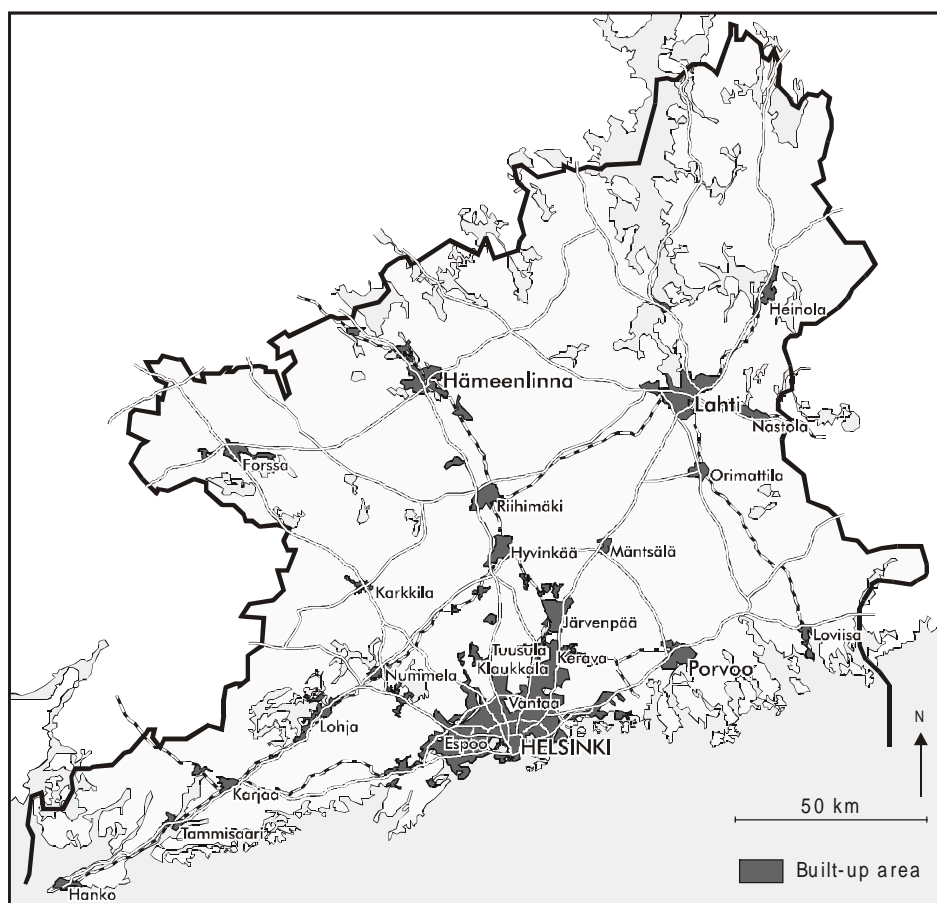 Heinola
Hämeenlinna
Lahti
Nastola
Forssa
Orimattila
Riihimäki
Hyvinkää
Mäntsälä
Karkkila
Järvenpää
Loviisa
Tuusula
Kerava
Klaukkala
Porvoo
Nummela
Vantaa
Lohja
N
Espoo
HELSINKI
Karjaa
50 km
Tammisaari
Built-up area
Hanko